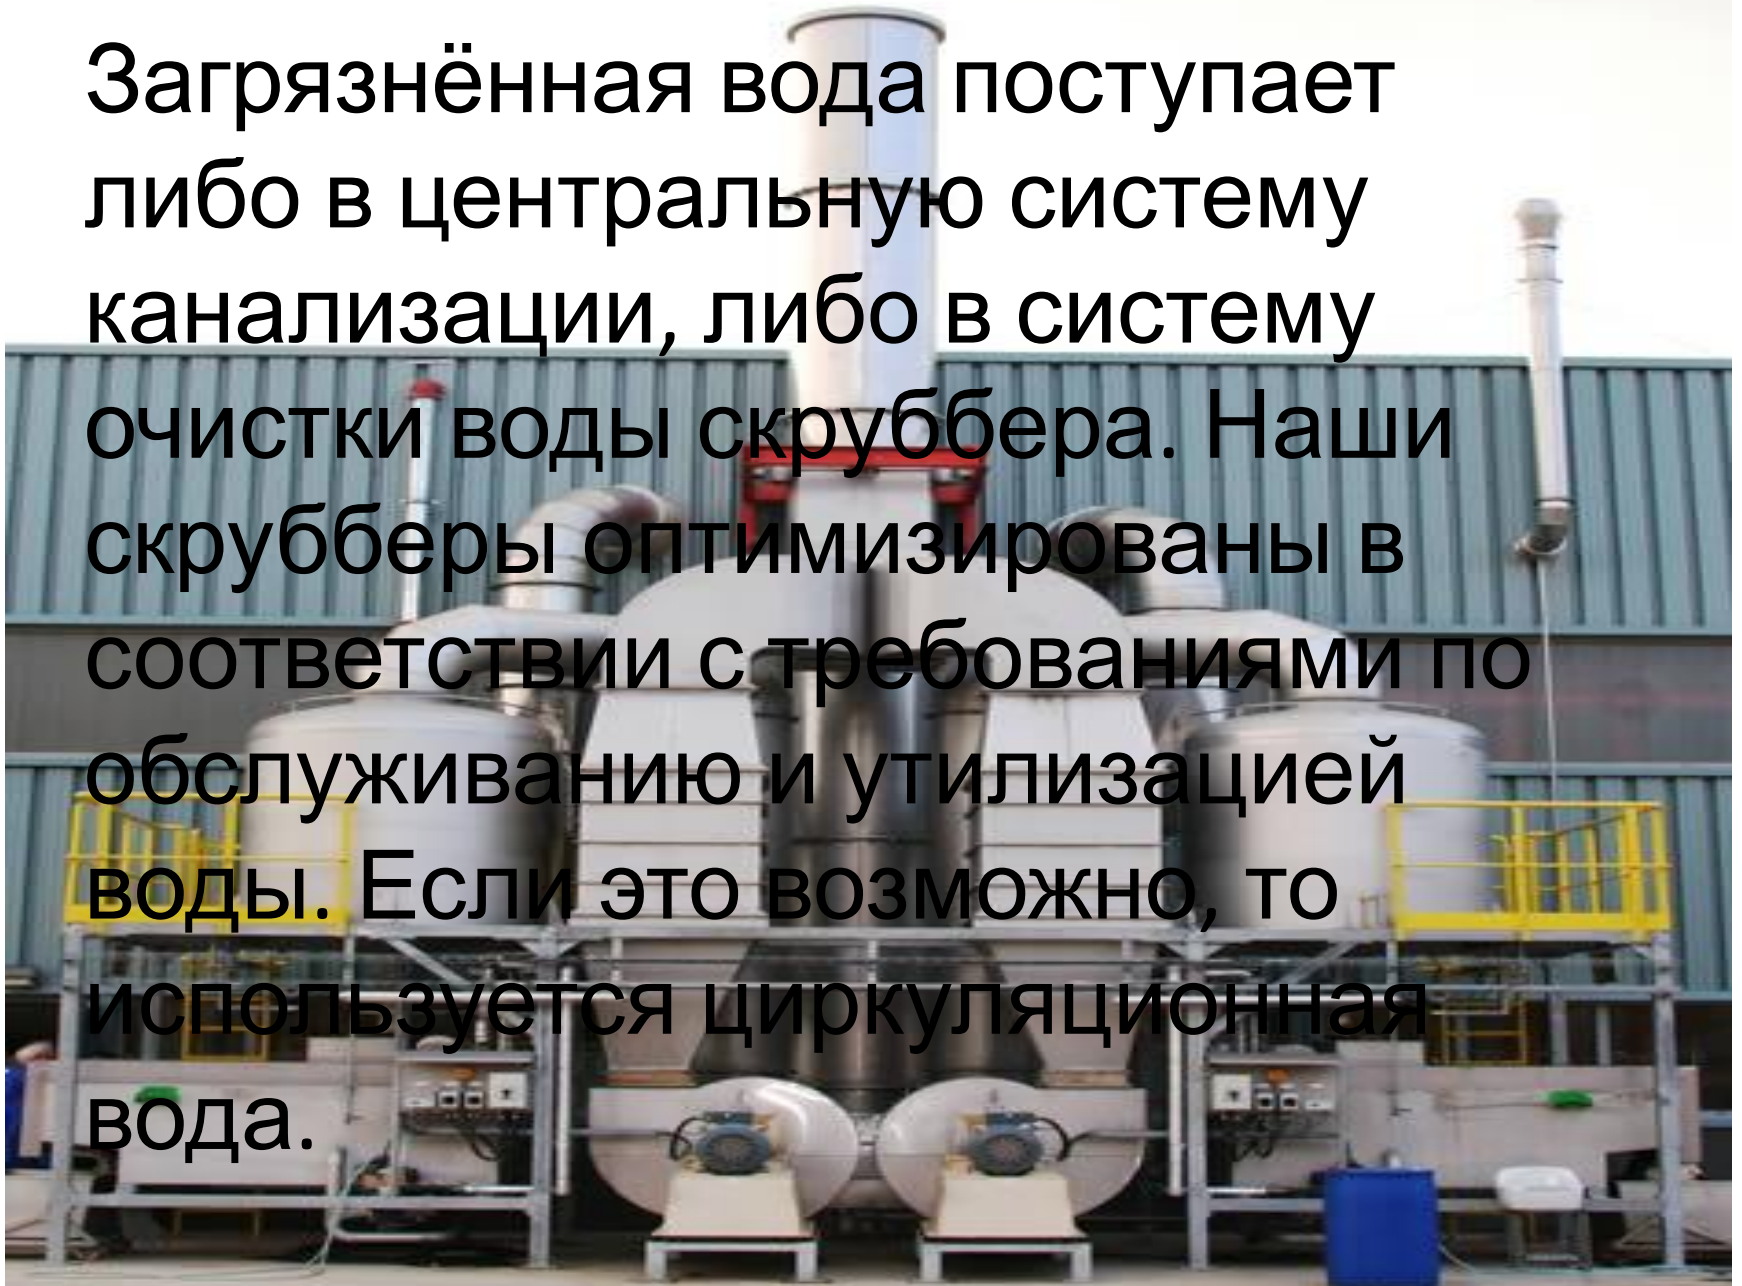 Загрязнённая вода поступает
либо в центральную систему
канализации, либо в систему
очистки воды скруббера. Наши
скрубберы оптимизированы в
соответствии с требованиями по
обслуживанию и утилизацией
воды. Если это возможно, то
используется циркуляционная
вода.